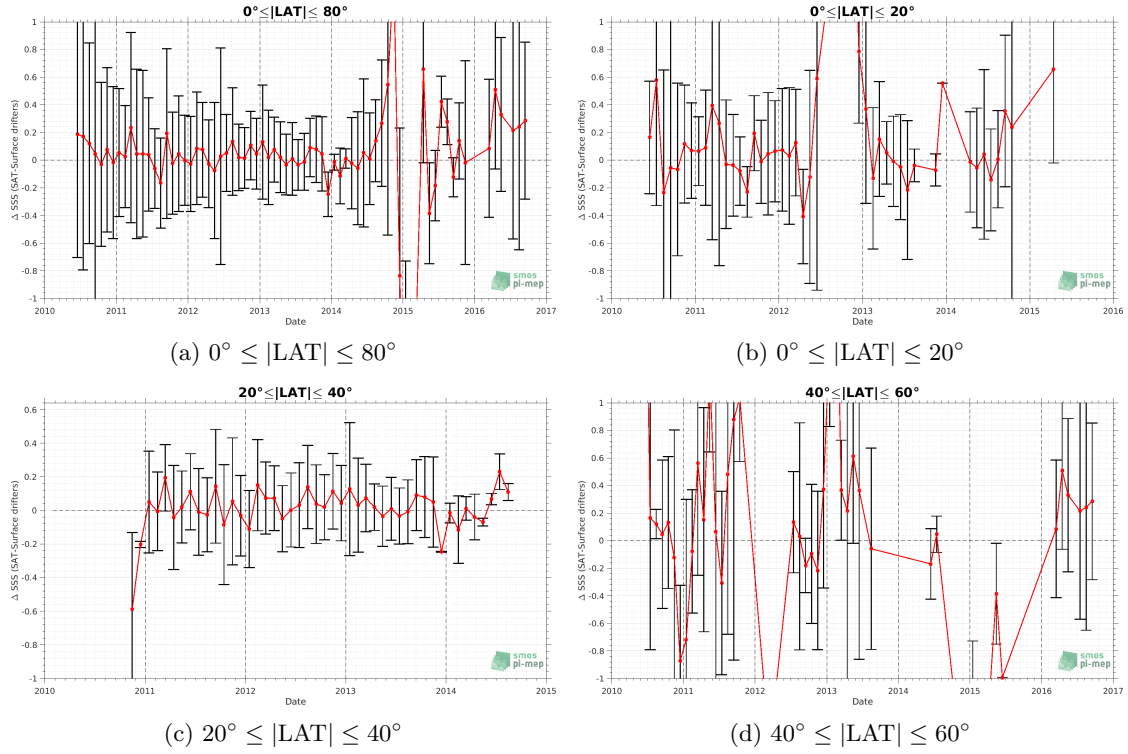 0°≤|LAT|≤ 80°
Δ SSS (SAT-Surface drifters)
1
0.8
0.6
0.4
0.2
0
-0.2
-0.4
-0.6
-0.8
-1
2010 2011 2012 2013 2014 2015 2016 2017
Date
smos
pi-mep
(a) 0° ≤ |LAT| ≤ 80°
0°≤|LAT|≤ 20°
Δ SSS (SAT-Surface drifters)
1
0.8
0.6
0.4
0.2
0
-0.2
-0.4
-0.6
-0.8
-1
2010 2011 2012 2013 2014 2015 2016
Date
smos
pi-mep
(b) 0° ≤ |LAT| ≤ 20°
20°≤|LAT|≤ 40°
Δ SSS (SAT-Surface drifters)
0.6
0.4
0.2
0
-0.2
-0.4
-0.6
-0.8
-1
2010 2011 2012 2013 2014 2015
Date
smos
pi-mep
(c) 20° ≤ |LAT| ≤ 40°
40°≤|LAT|≤ 60°
Δ SSS (SAT-Surface drifters)
1
0.8
0.6
0.4
0.2
0
-0.2
-0.4
-0.6
-0.8
-1
2010 2011 2012 2013 2014 2015 2016 2017
Date
smos
pi-mep
(d) 40° ≤ |LAT| ≤ 60°